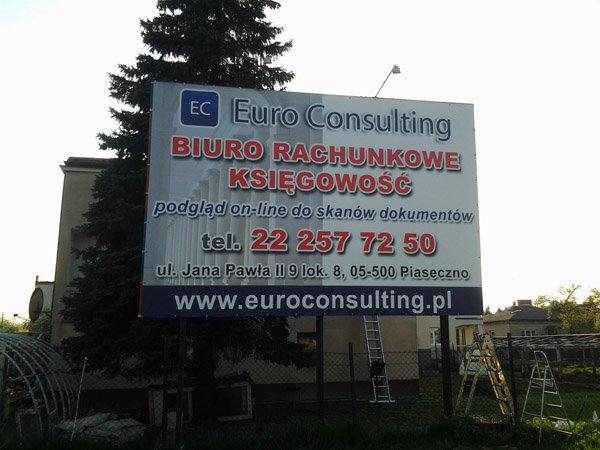 EC Euro Consulting
BIURO RACHUNKOWE
KSIĘGOWOŚĆ
podgląd on-line do skanów dokumentów
tel. 22 257 72 50
ul. Jana Pawła II 9 lok. 8, 05-500 Piaseczno
www.euroconsulting.pl